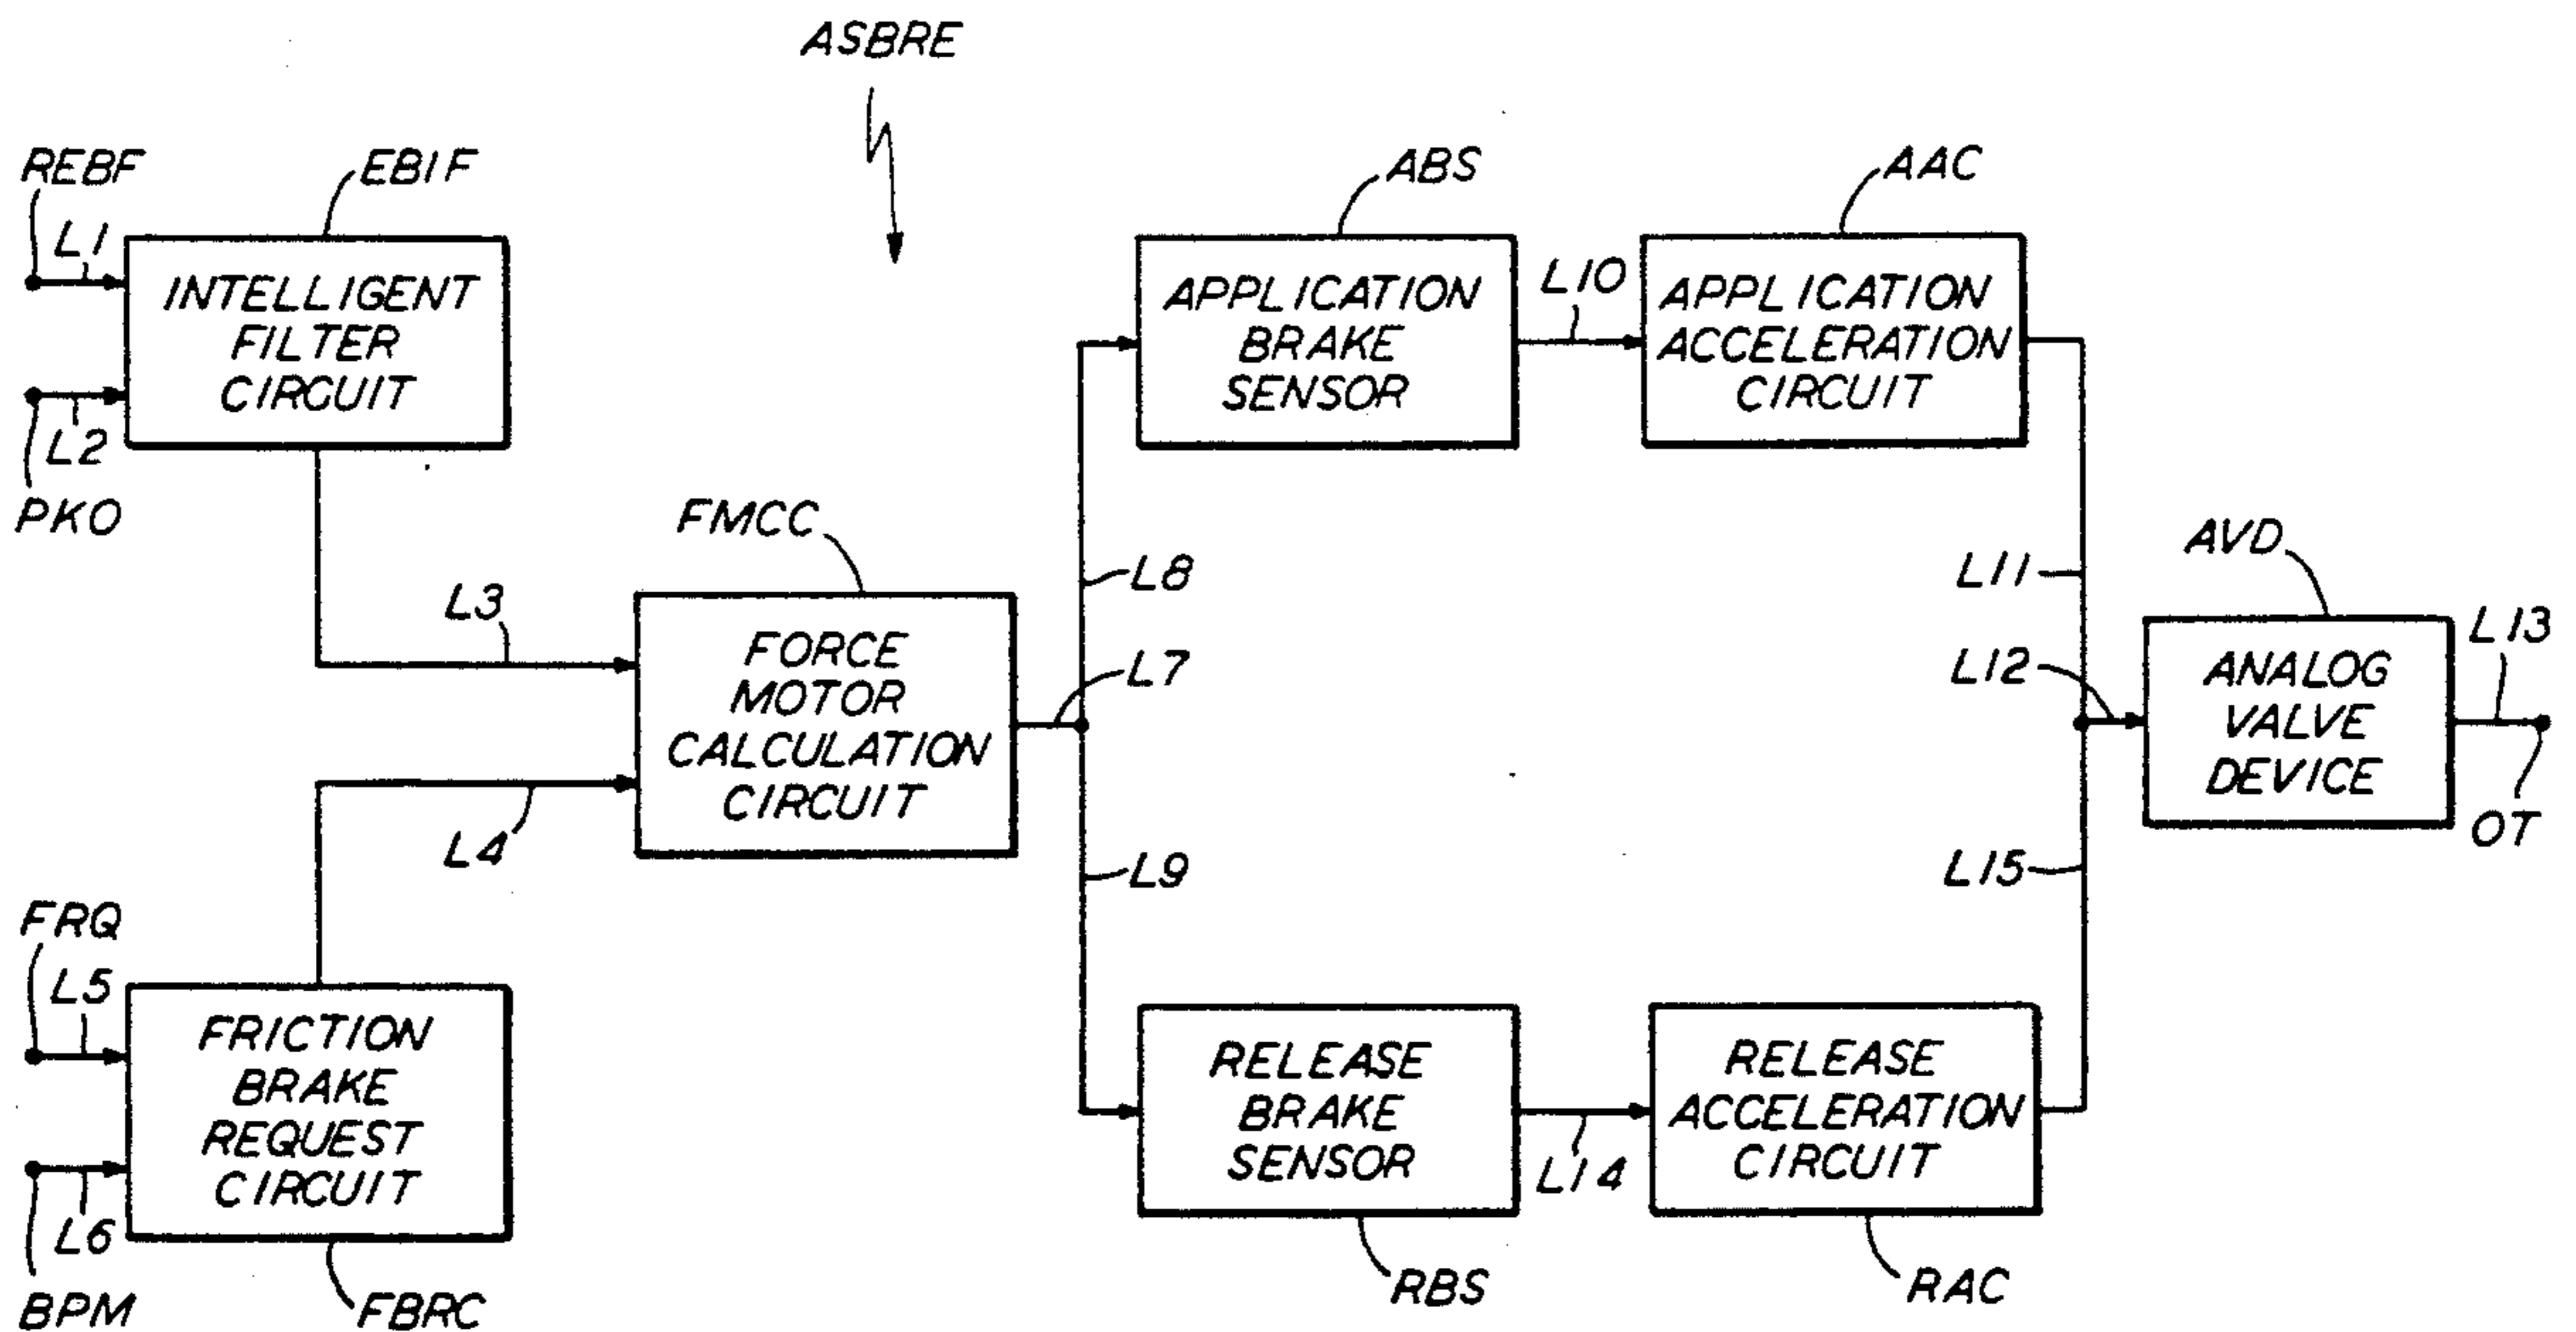 ASBRE
REBF
EBIF
L1
INTELLIGENT
FILTER
CIRCUIT
L2
PKO
ABS
APPLICATION
BRAKE
SENSOR
L10
AAC
APPLICATION
ACCELERATION
CIRCUIT
L3
FMCC
FORCE
MOTOR
CALCULATION
CIRCUIT
L4
L7
L8
L9
L11
L12
L15
AVD
ANALOG
VALVE
DEVICE
L13
OT
FRQ
L5
FRICTION
BRAKE
REQUEST
CIRCUIT
L6
BPM
FBRC
RELEASE
BRAKE
SENSOR
RBS
L14
RELEASE
ACCELERATION
CIRCUIT
RAC